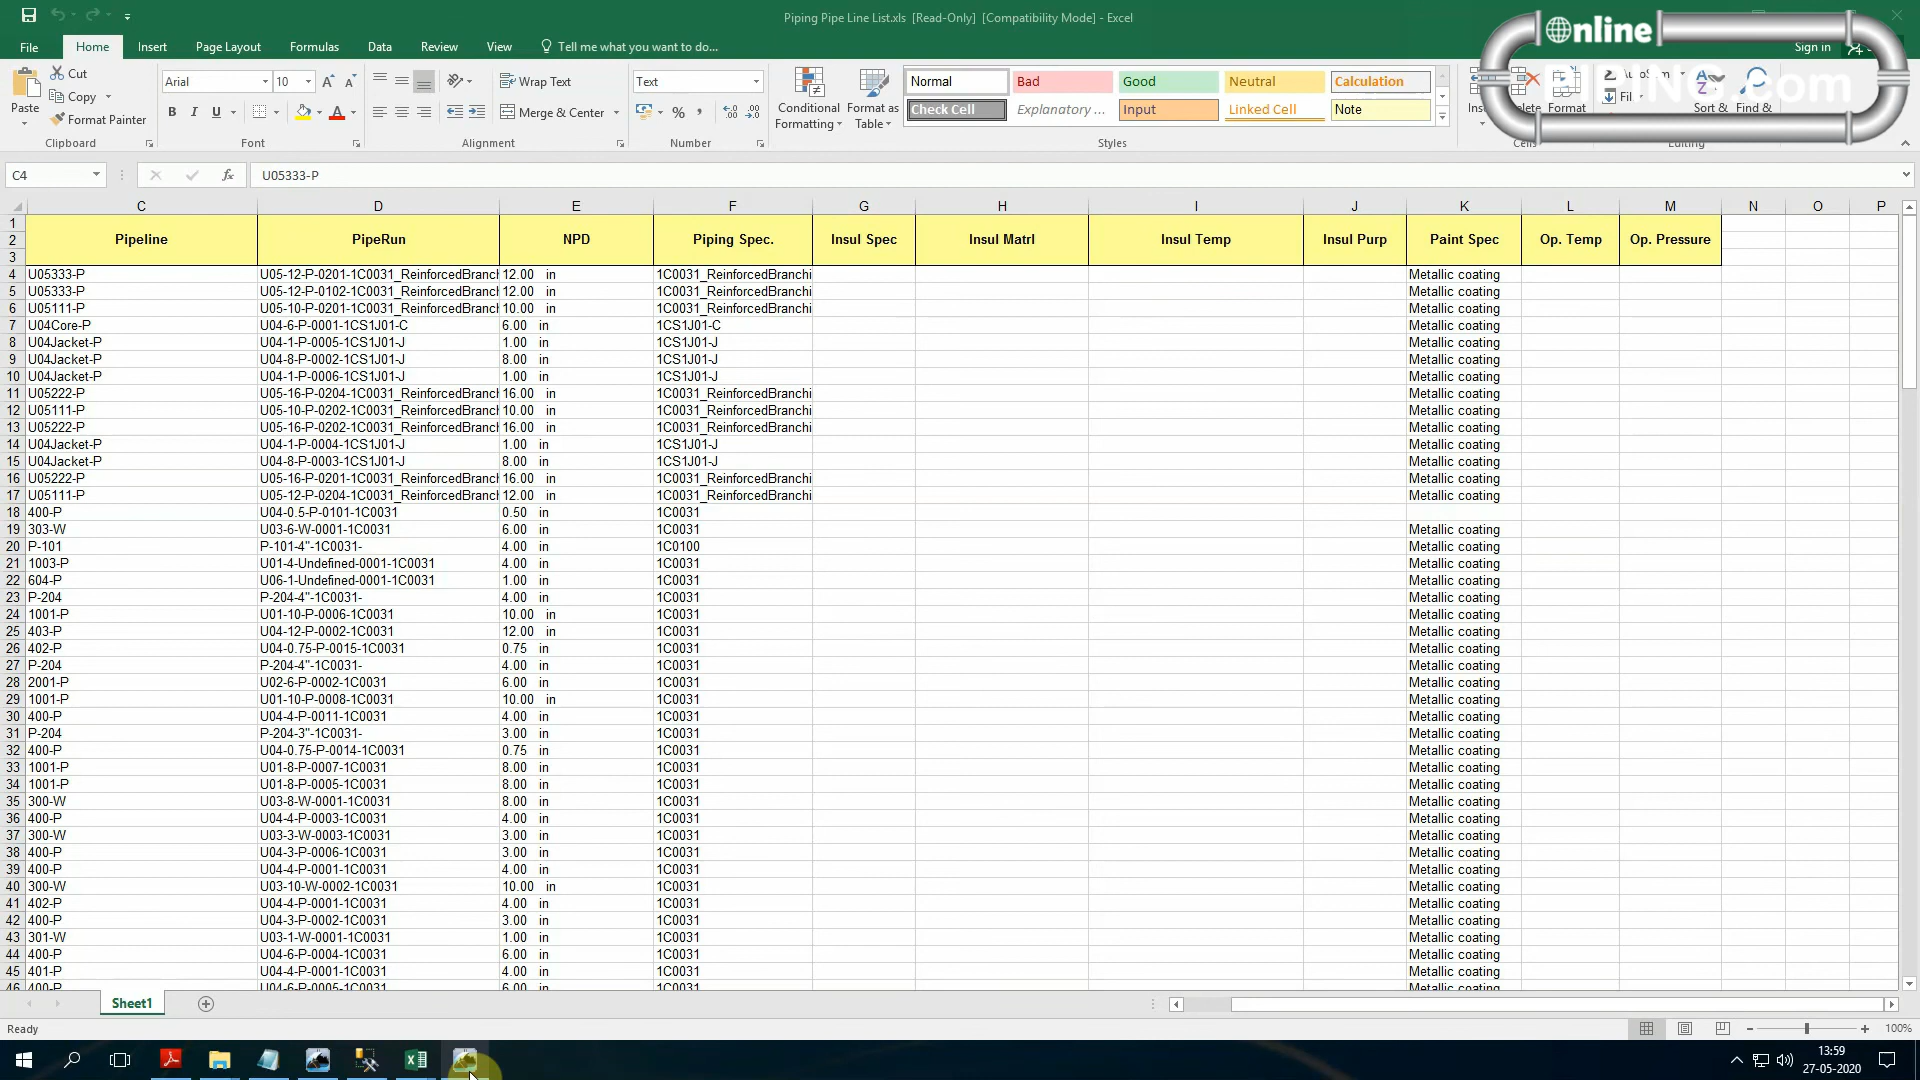 Piping Pipe Line List.xls [Read-Only] [Compatibility Mode] - Excel
Online
PIPING.com
File Home Insert Page Layout Formulas Data Review View Tell me what you want to do... Sign in
Paste Cut Copy Format Painter
Clipboard
Arial 10
Font
Wrap Text
Merge & Center
Alignment
Text
Number
Conditional Formatting
Format as Table
Normal Bad Good Neutral Calculation
Check Cell Explanatory ... Input Linked Cell Note
Styles
Format
Cells
Sort &
Find &
Editing
C4 U05333-P
C D E F G H I J K L M N O P
1
2 Pipeline PipeRun NPD Piping Spec. Insul Spec Insul Matrl Insul Temp Insul Purp Paint Spec Op. Temp Op. Pressure
3
4 U05333-P U05-12-P-0201-1C0031_ReinforcedBranch 12.00 in 1C0031_ReinforcedBranchi Metallic coating
5 U05333-P U05-12-P-0102-1C0031_ReinforcedBranch 12.00 in 1C0031_ReinforcedBranchi Metallic coating
6 U05111-P U05-10-P-0201-1C0031_ReinforcedBranch 10.00 in 1C0031_ReinforcedBranchi Metallic coating
7 U04Core-P U04-6-P-0001-1CS1J01-C 6.00 in 1CS1J01-C Metallic coating
8 U04Jacket-P U04-1-P-0005-1CS1J01-J 1.00 in 1CS1J01-J Metallic coating
9 U04Jacket-P U04-8-P-0002-1CS1J01-J 8.00 in 1CS1J01-J Metallic coating
10 U04Jacket-P U04-1-P-0006-1CS1J01-J 1.00 in 1CS1J01-J Metallic coating
11 U05222-P U05-16-P-0204-1C0031_ReinforcedBranch 16.00 in 1C0031_ReinforcedBranchi Metallic coating
12 U05111-P U05-10-P-0202-1C0031_ReinforcedBranch 10.00 in 1C0031_ReinforcedBranchi Metallic coating
13 U05222-P U05-16-P-0202-1C0031_ReinforcedBranch 16.00 in 1C0031_ReinforcedBranchi Metallic coating
14 U04Jacket-P U04-1-P-0004-1CS1J01-J 1.00 in 1CS1J01-J Metallic coating
15 U04Jacket-P U04-8-P-0003-1CS1J01-J 8.00 in 1CS1J01-J Metallic coating
16 U05222-P U05-16-P-0201-1C0031_ReinforcedBranch 16.00 in 1C0031_ReinforcedBranchi Metallic coating
17 U05111-P U05-12-P-0204-1C0031_ReinforcedBranch 12.00 in 1C0031_ReinforcedBranchi Metallic coating
18 400-P U04-0.5-P-0101-1C0031 0.50 in 1C0031
19 303-W U03-6-W-0001-1C0031 6.00 in 1C0031 Metallic coating
20 P-101 P-101-4"-1C0031- 4.00 in 1C0100 Metallic coating
21 1003-P U01-4-Undefined-0001-1C0031 4.00 in 1C0031 Metallic coating
22 604-P U06-1-Undefined-0001-1C0031 1.00 in 1C0031 Metallic coating
23 P-204 P-204-4"-1C0031- 4.00 in 1C0031 Metallic coating
24 1001-P U01-10-P-0006-1C0031 10.00 in 1C0031 Metallic coating
25 403-P U04-12-P-0002-1C0031 12.00 in 1C0031 Metallic coating
26 402-P U04-0.75-P-0015-1C0031 0.75 in 1C0031 Metallic coating
27 P-204 P-204-4"-1C0031- 4.00 in 1C0031 Metallic coating
28 2001-P U02-6-P-0002-1C0031 6.00 in 1C0031 Metallic coating
29 1001-P U01-10-P-0008-1C0031 10.00 in 1C0031 Metallic coating
30 400-P U04-4-P-0011-1C0031 4.00 in 1C0031 Metallic coating
31 P-204 P-204-3"-1C0031- 3.00 in 1C0031 Metallic coating
32 400-P U04-0.75-P-0014-1C0031 0.75 in 1C0031 Metallic coating
33 1001-P U01-8-P-0007-1C0031 8.00 in 1C0031 Metallic coating
34 1001-P U01-8-P-0005-1C0031 8.00 in 1C0031 Metallic coating
35 300-W U03-8-W-0001-1C0031 8.00 in 1C0031 Metallic coating
36 400-P U04-4-P-0003-1C0031 4.00 in 1C0031 Metallic coating
37 300-W U03-3-W-0003-1C0031 3.00 in 1C0031 Metallic coating
38 400-P U04-3-P-0006-1C0031 3.00 in 1C0031 Metallic coating
39 400-P U04-4-P-0001-1C0031 4.00 in 1C0031 Metallic coating
40 300-W U03-10-W-0002-1C0031 10.00 in 1C0031 Metallic coating
41 402-P U04-4-P-0001-1C0031 4.00 in 1C0031 Metallic coating
42 400-P U04-3-P-0002-1C0031 3.00 in 1C0031 Metallic coating
43 301-W U03-1-W-0001-1C0031 1.00 in 1C0031 Metallic coating
44 400-P U04-6-P-0004-1C0031 6.00 in 1C0031 Metallic coating
45 401-P U04-4-P-0001-1C0031 4.00 in 1C0031 Metallic coating
46 400-P U04-6-P-0005-1C0031 6.00 in 1C0031 Metallic coating
Sheet1
Ready 100%
13:59
27-05-2020